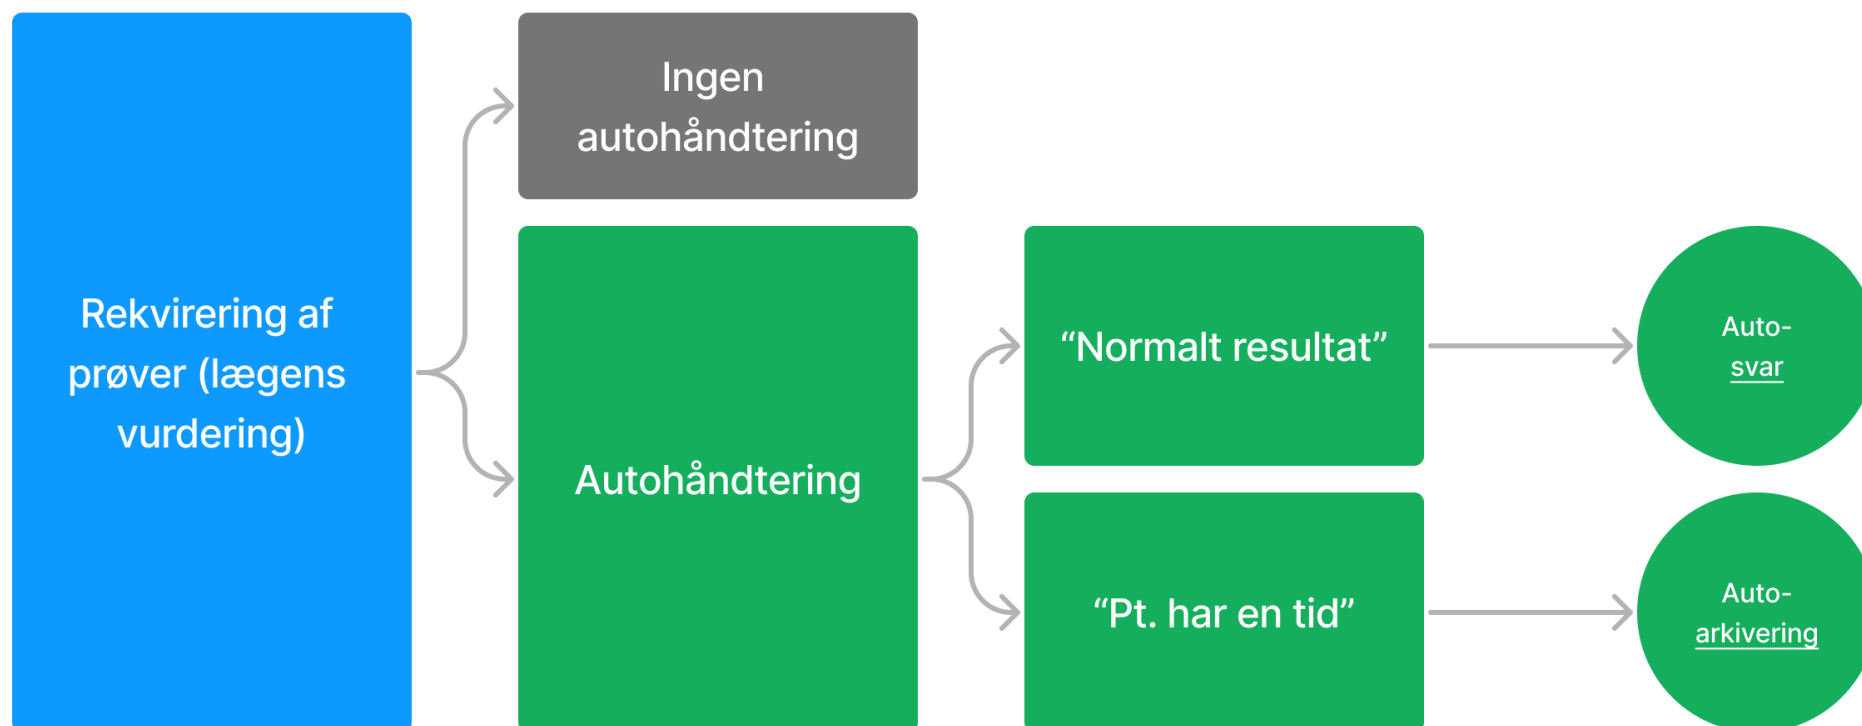 Ingen
autohåndtering
Rekvirering af
prøver (lægens
vurdering)
Autohåndtering
“Normalt resultat”
Auto-
svar
“Pt. har en tid”
Auto-
arkivering